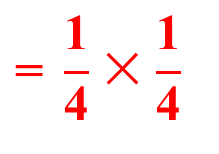 = 1/4 × 1/4